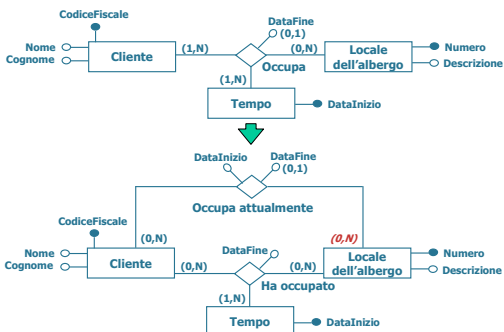 CodiceFiscale
DataFine
(0,1)
Nome
Cognome
Cliente
(1,N)
(0,N)
Occupa
Locale
dell'albergo
Numero
Descrizione
(1,N)
Tempo
DataInizio
DataInizio
DataFine
(0,1)
Occupa attualmente
CodiceFiscale
(0,N)
(0,N)
Nome
Cognome
Cliente
(0,N)
DataFine
(0,N)
Ha occupato
Locale
dell'albergo
Numero
Descrizione
(1,N)
Tempo
DataInizio